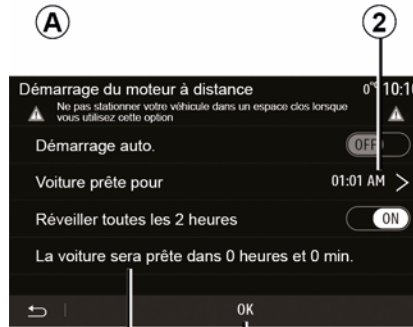 A
2
Démarrage du moteur à distance 0°C 10:10
Ne pas stationner votre véhicule dans un espace clos lorsque
vous utilisez cette option
Démarrage auto. OFF
Voiture prête pour 01:01 AM >
Réveiller toutes les 2 heures ON
La voiture sera prête dans 0 heures et 0 min.
OK